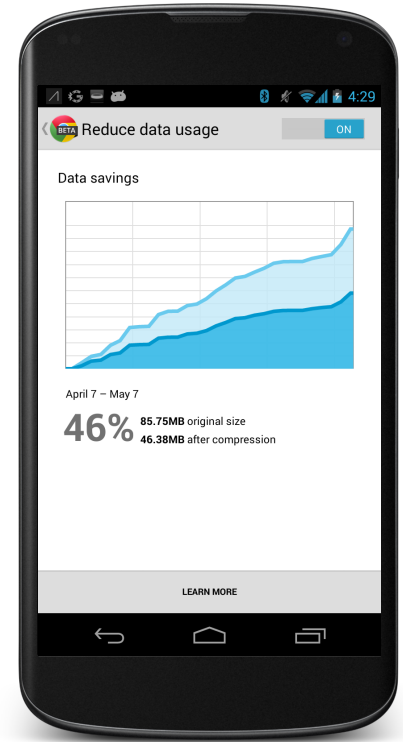 4:29
BETA
Reduce data usage
ON
Data savings
April 7 – May 7
46%
85.75MB original size
46.38MB after compression
LEARN MORE